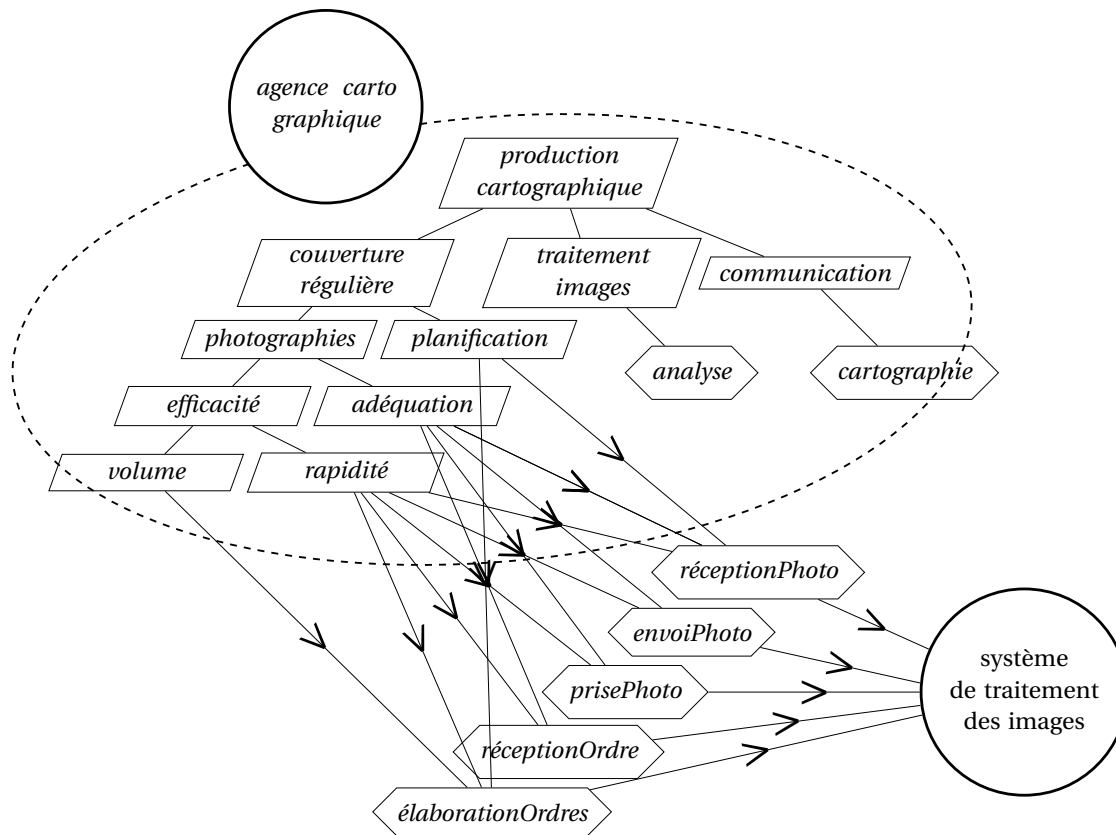 agence carto
graphique
production
cartographique
couverture
régulière
traitement
images
communication
photographies
planification
analyse
cartographie
efficacité
adéquation
volume
rapidité
réceptionPhoto
envoiPhoto
prisePhoto
réceptionOrdre
élaborationOrdres
système
de traitement
des images